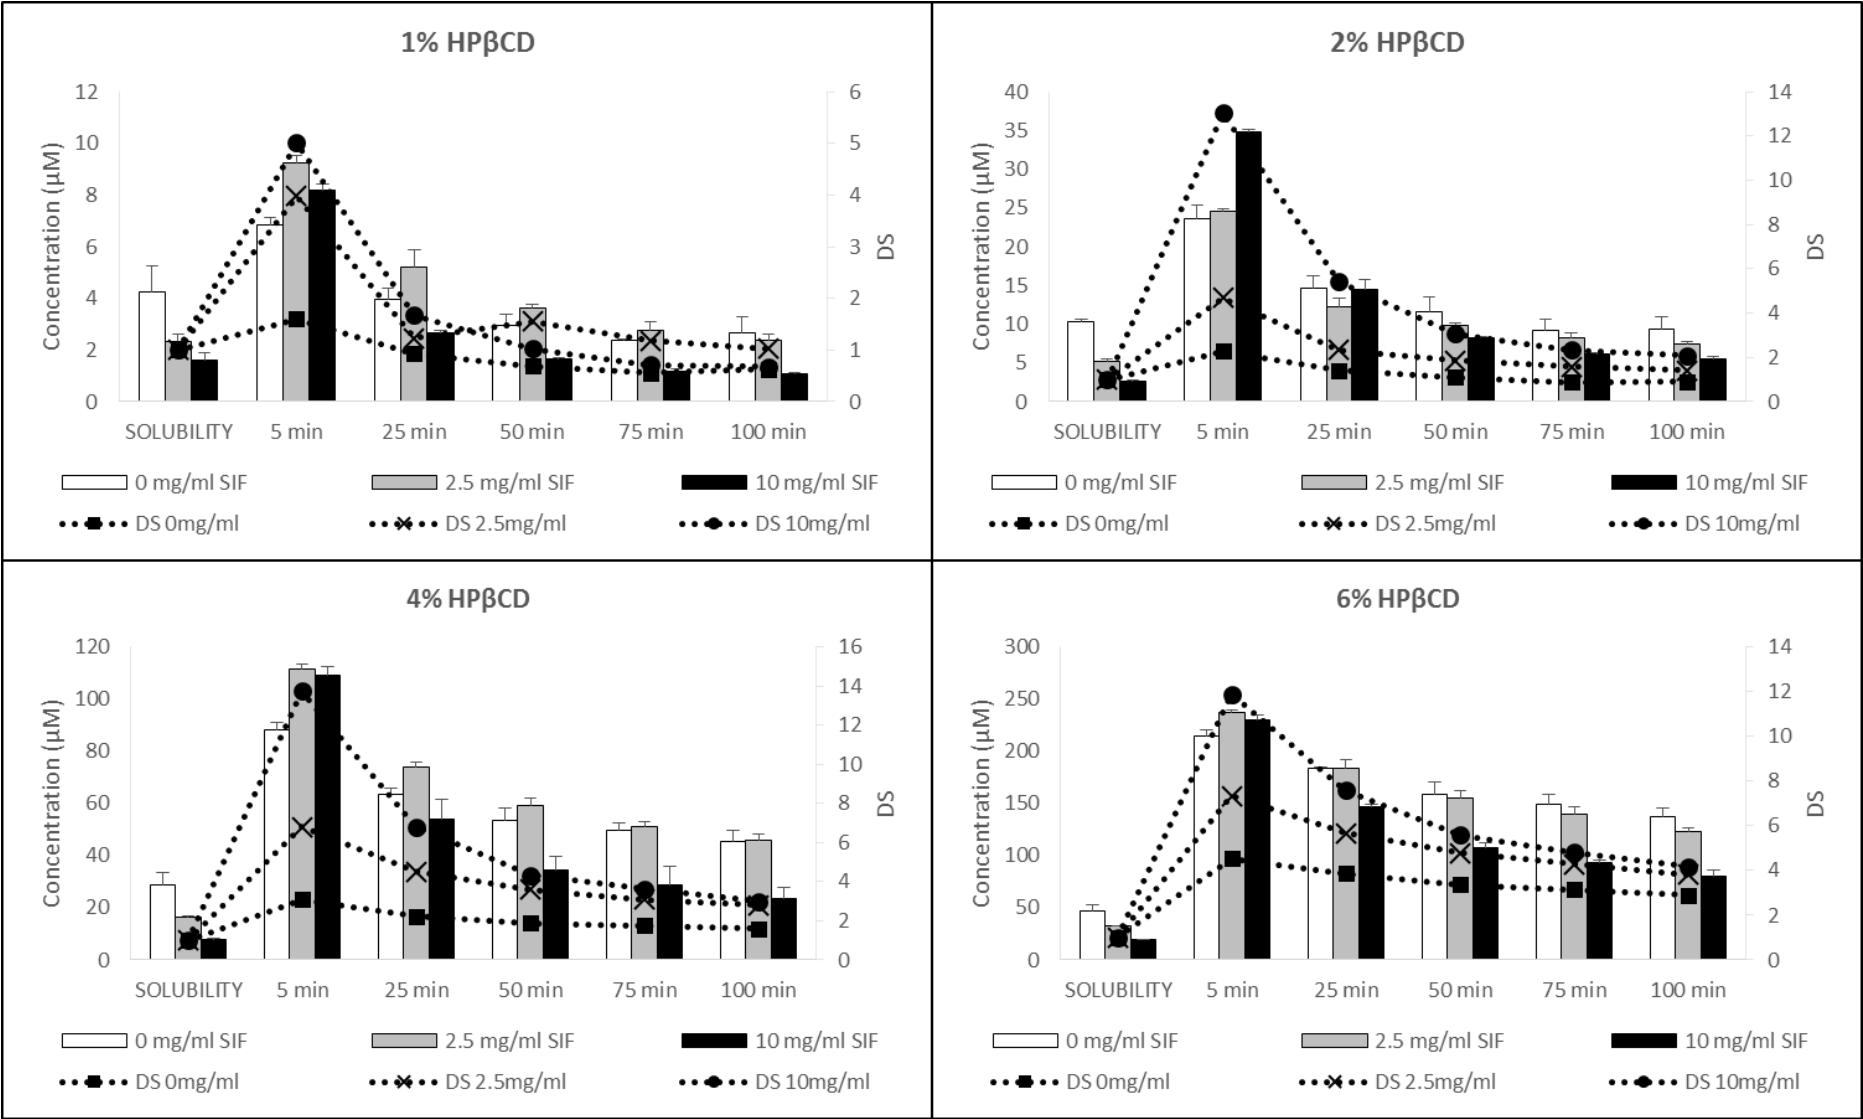 1% HPβCD
12
10
8
6
4
2
0
Concentration (μM)
6
5
4
3
2
1
0
DS
SOLUBILITY 5 min 25 min 50 min 75 min 100 min
0 mg/ml SIF 2.5 mg/ml SIF 10 mg/ml SIF
DS 0mg/ml DS 2.5mg/ml DS 10mg/ml
2% HPβCD
40
35
30
25
20
15
10
5
0
Concentration (μM)
14
12
10
8
6
4
2
0
DS
SOLUBILITY 5 min 25 min 50 min 75 min 100 min
0 mg/ml SIF 2.5 mg/ml SIF 10 mg/ml SIF
DS 0mg/ml DS 2.5mg/ml DS 10mg/ml
4% HPβCD
120
100
80
60
40
20
0
Concentration (μM)
16
14
12
10
8
6
4
2
0
DS
SOLUBILITY 5 min 25 min 50 min 75 min 100 min
0 mg/ml SIF 2.5 mg/ml SIF 10 mg/ml SIF
DS 0mg/ml DS 2.5mg/ml DS 10mg/ml
6% HPβCD
300
250
200
150
100
50
0
Concentration (μM)
14
12
10
8
6
4
2
0
DS
SOLUBILITY 5 min 25 min 50 min 75 min 100 min
0 mg/ml SIF 2.5 mg/ml SIF 10 mg/ml SIF
DS 0mg/ml DS 2.5mg/ml DS 10mg/ml